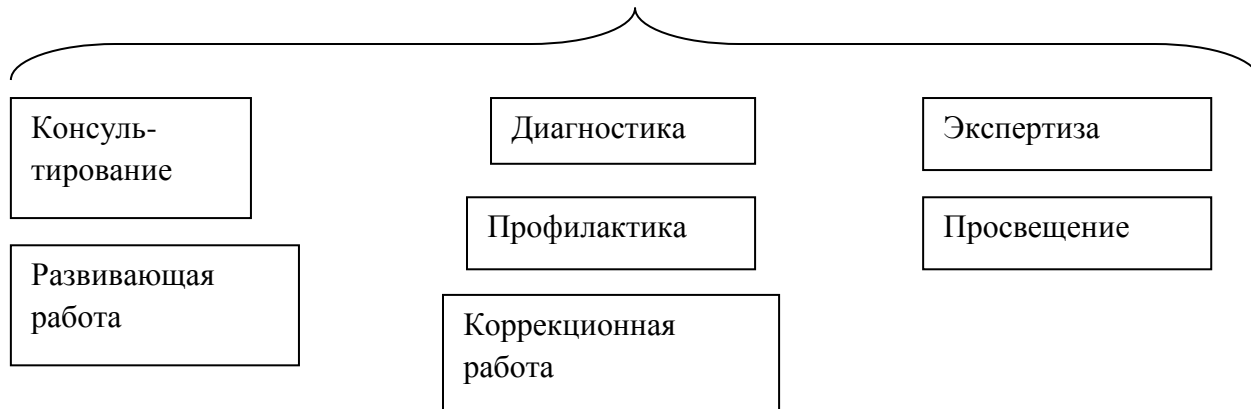 Консуль-
тирование
Диагностика
Экспертиза
Профилактика
Просвещение
Развивающая
работа
Коррекционная
работа